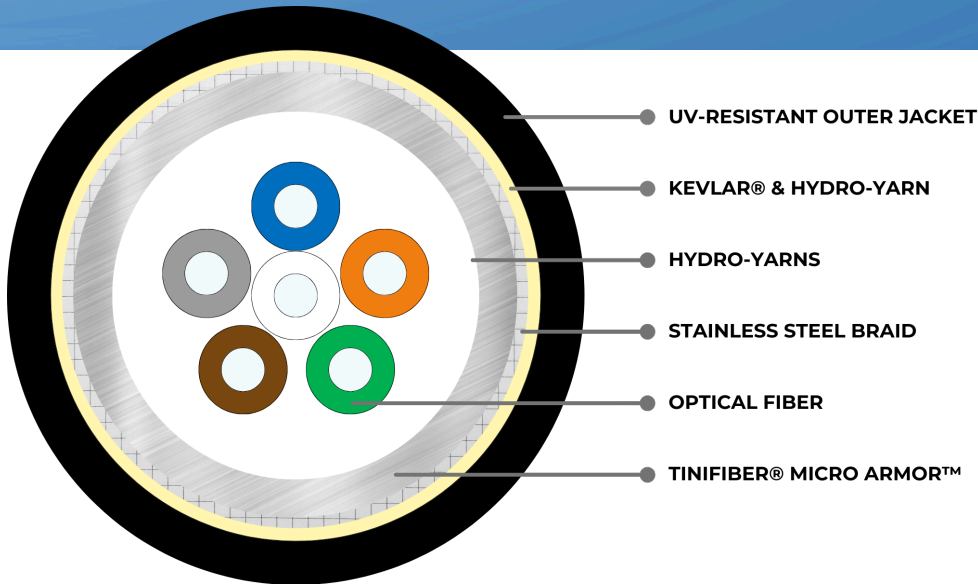 UV-RESISTANT OUTER JACKET
KEVLAR® & HYDRO-YARN
HYDRO-YARNS
STAINLESS STEEL BRAID
OPTICAL FIBER
TINIFIBER® MICRO ARMOR™